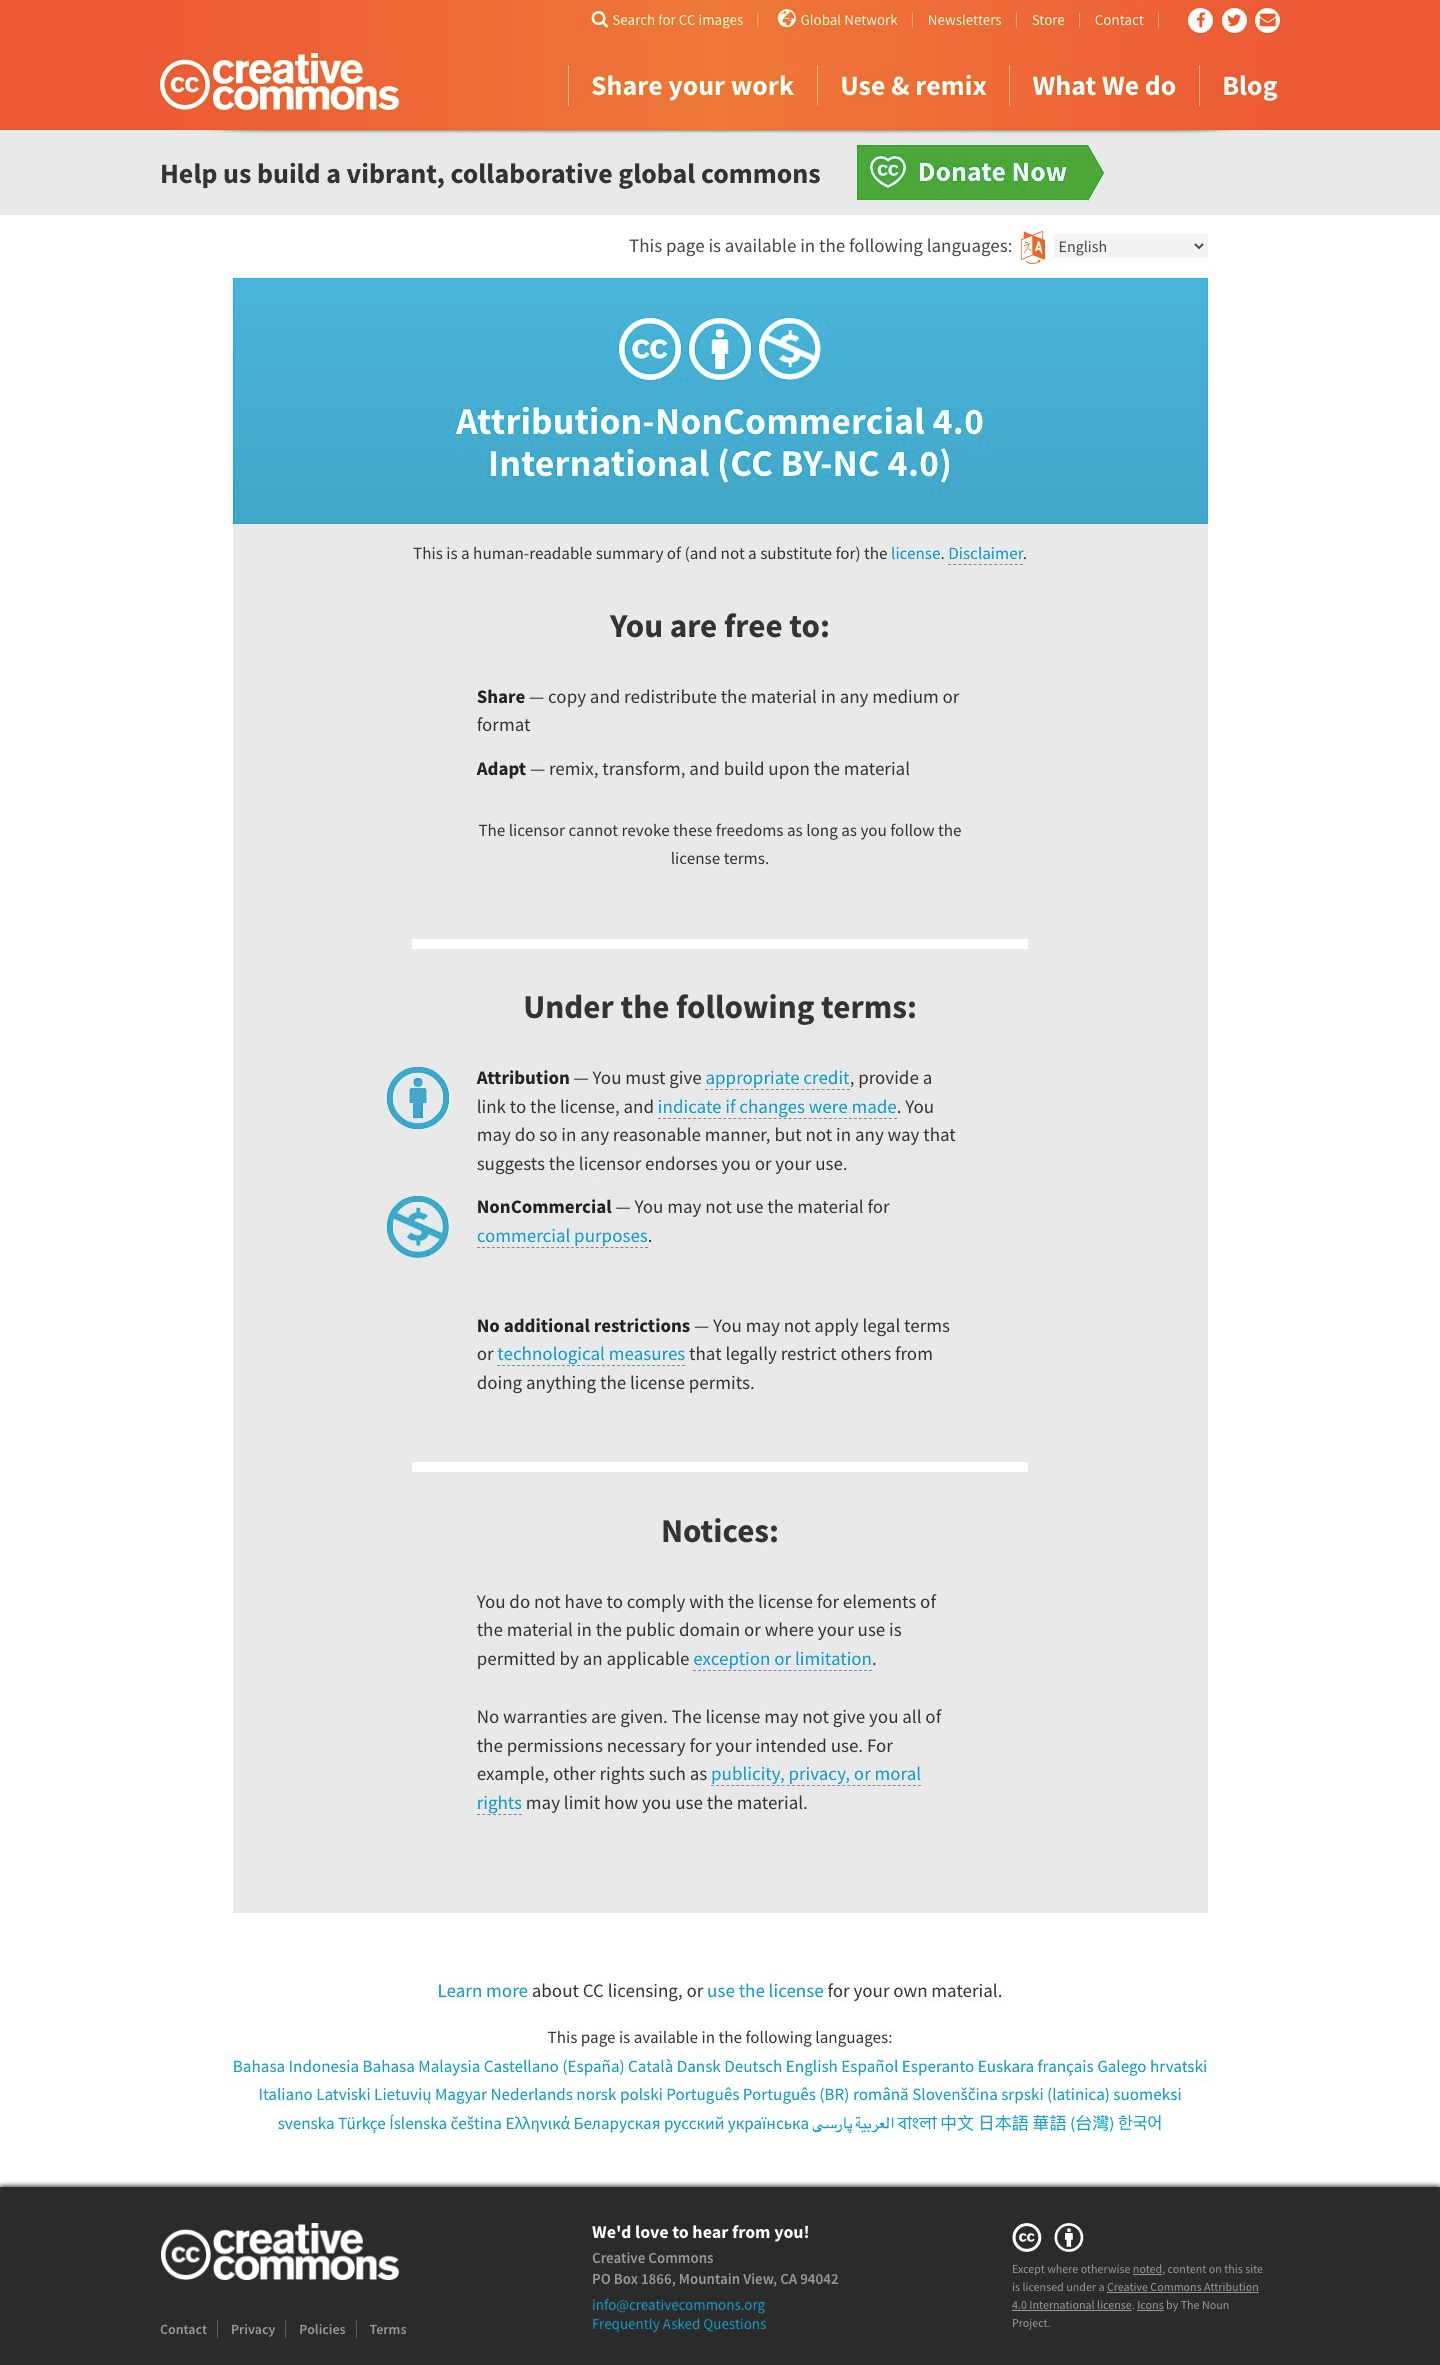 Search for CC images
Global Network
Newsletters
Store
Contact
cc creative commons
Share your work
Use & remix
What We do
Blog
Help us build a vibrant, collaborative global commons
cc Donate Now
This page is available in the following languages:
English
cc
Attribution-NonCommercial 4.0
International (CC BY-NC 4.0)
This is a human-readable summary of (and not a substitute for) the license. Disclaimer.
You are free to:
Share — copy and redistribute the material in any medium or
format
Adapt — remix, transform, and build upon the material
The licensor cannot revoke these freedoms as long as you follow the
license terms.
Under the following terms:
Attribution — You must give appropriate credit, provide a
link to the license, and indicate if changes were made. You
may do so in any reasonable manner, but not in any way that
suggests the licensor endorses you or your use.
NonCommercial — You may not use the material for
commercial purposes.
No additional restrictions — You may not apply legal terms
or technological measures that legally restrict others from
doing anything the license permits.
Notices:
You do not have to comply with the license for elements of
the material in the public domain or where your use is
permitted by an applicable exception or limitation.
No warranties are given. The license may not give you all of
the permissions necessary for your intended use. For
example, other rights such as publicity, privacy, or moral
rights may limit how you use the material.
Learn more about CC licensing, or use the license for your own material.
This page is available in the following languages:
Bahasa Indonesia Bahasa Malaysia Castellano (España) Català Dansk Deutsch English Español Esperanto Euskara français Galego hrvatski
Italiano Latviski Lietuvių Magyar Nederlands norsk polski Português Português (BR) română Slovenščina srpski (latinica) suomeksi
svenska Türkçe Íslenska čeština Ελληνικά Беларуская русский українська العربية پارسی বাংলা 中文 日本語 華語 (台灣) 한국어
cc creative commons
Contact
Privacy
Policies
Terms
We'd love to hear from you!
Creative Commons
PO Box 1866, Mountain View, CA 94042
info@creativecommons.org
Frequently Asked Questions
cc
Except where otherwise noted, content on this site
is licensed under a Creative Commons Attribution
4.0 International license. Icons by The Noun
Project.